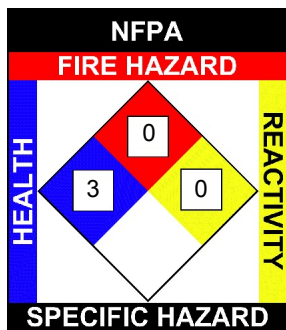 NFPA
FIRE HAZARD
0
HEALTH
3
0
REACTIVITY
SPECIFIC HAZARD